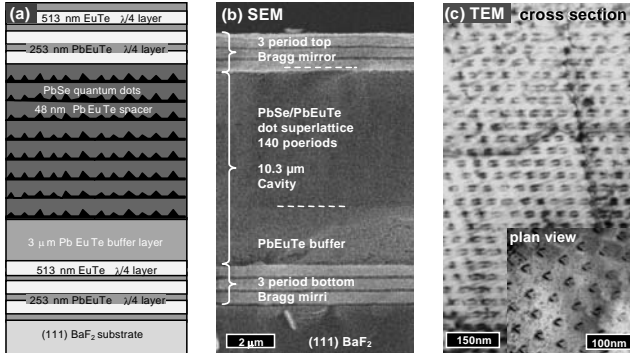 (a)
513 nm EuTe λ/4 layer
253 nm PbEuTe λ/4 layer
PbSe quantum dots
48 nm PbEuTe spacer
3 μm PbEuTe buffer layer
513 nm EuTe λ/4 layer
253 nm PbEuTe λ/4 layer
(111) BaF2 substrate
(b) SEM
3 period top
Bragg mirror
PbSe/PbEuTe
dot superlattice
140 poeriods
10.3 μm
Cavity
PbEuTe buffer
3 period bottom
Bragg mirri
2 μm
(111) BaF2
(c) TEM cross section
plan view
150nm
100nm